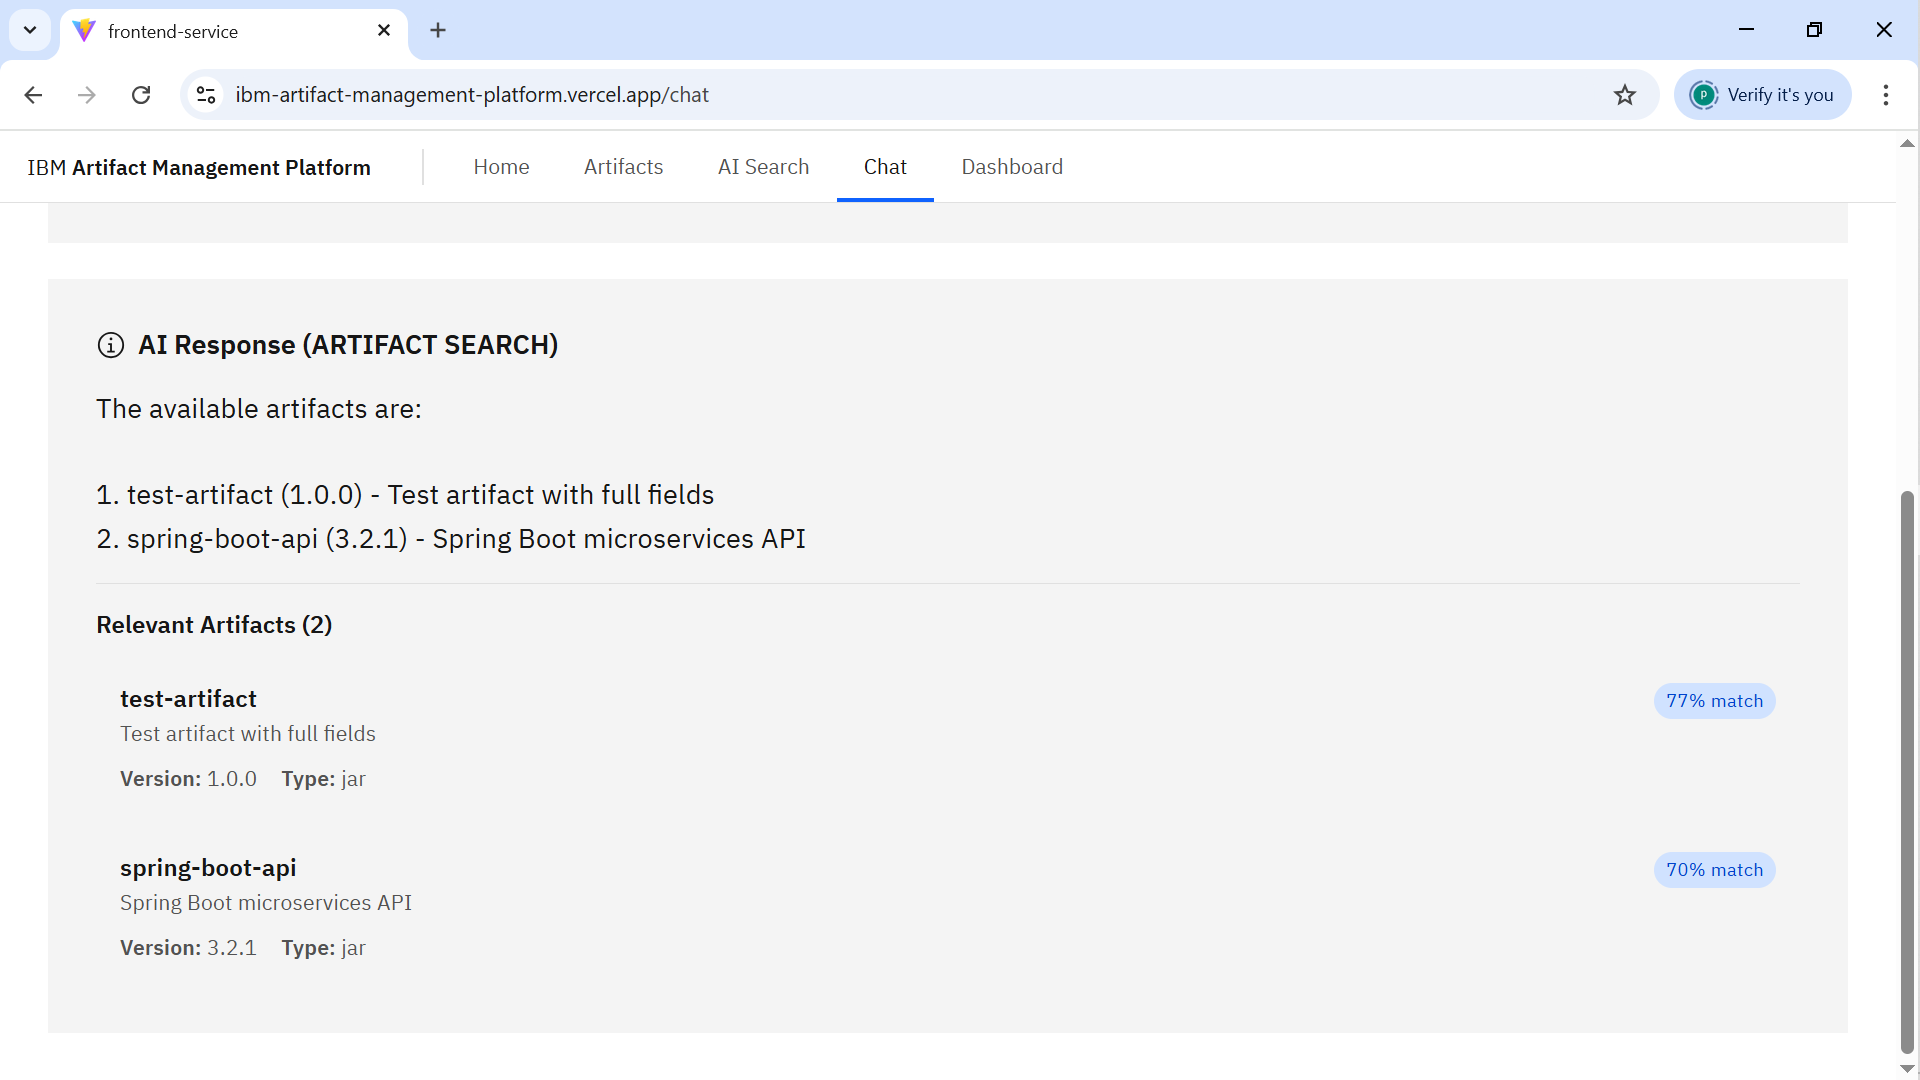 frontend-service
ibm-artifact-management-platform.vercel.app/chat
P
Verify it's you
IBM Artifact Management Platform
Home
Artifacts
AI Search
Chat
Dashboard
AI Response (ARTIFACT SEARCH)
The available artifacts are:
1. test-artifact (1.0.0) - Test artifact with full fields
2. spring-boot-api (3.2.1) - Spring Boot microservices API
Relevant Artifacts (2)
test-artifact
77% match
Test artifact with full fields
Version: 1.0.0 Type: jar
spring-boot-api
70% match
Spring Boot microservices API
Version: 3.2.1 Type: jar